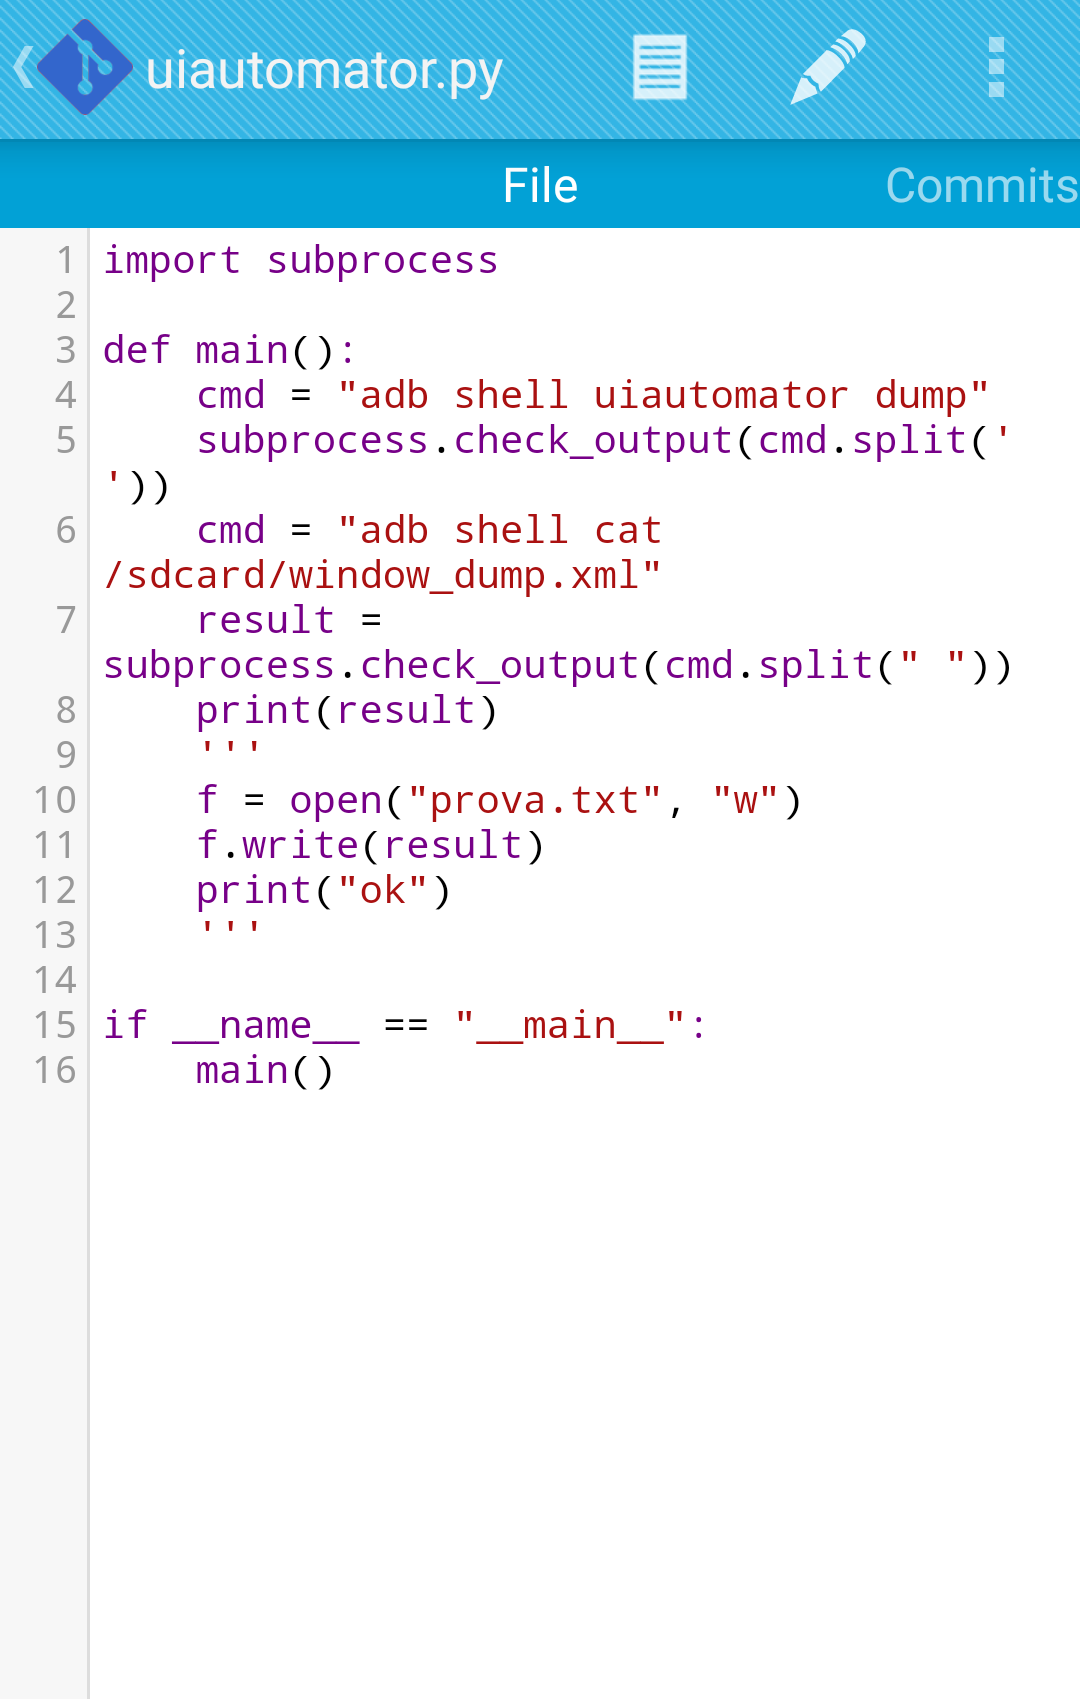 uiautomator.py
File
Commits
1 import subprocess
2
3 def main():
4     cmd = "adb shell uiautomator dump"
5     subprocess.check_output(cmd.split('
'))
6     cmd = "adb shell cat
/sdcard/window_dump.xml"
7     result =
subprocess.check_output(cmd.split(" "))
8     print(result)
9     '''
10     f = open("prova.txt", "w")
11     f.write(result)
12     print("ok")
13     '''
14
15 if __name__ == "__main__":
16     main()